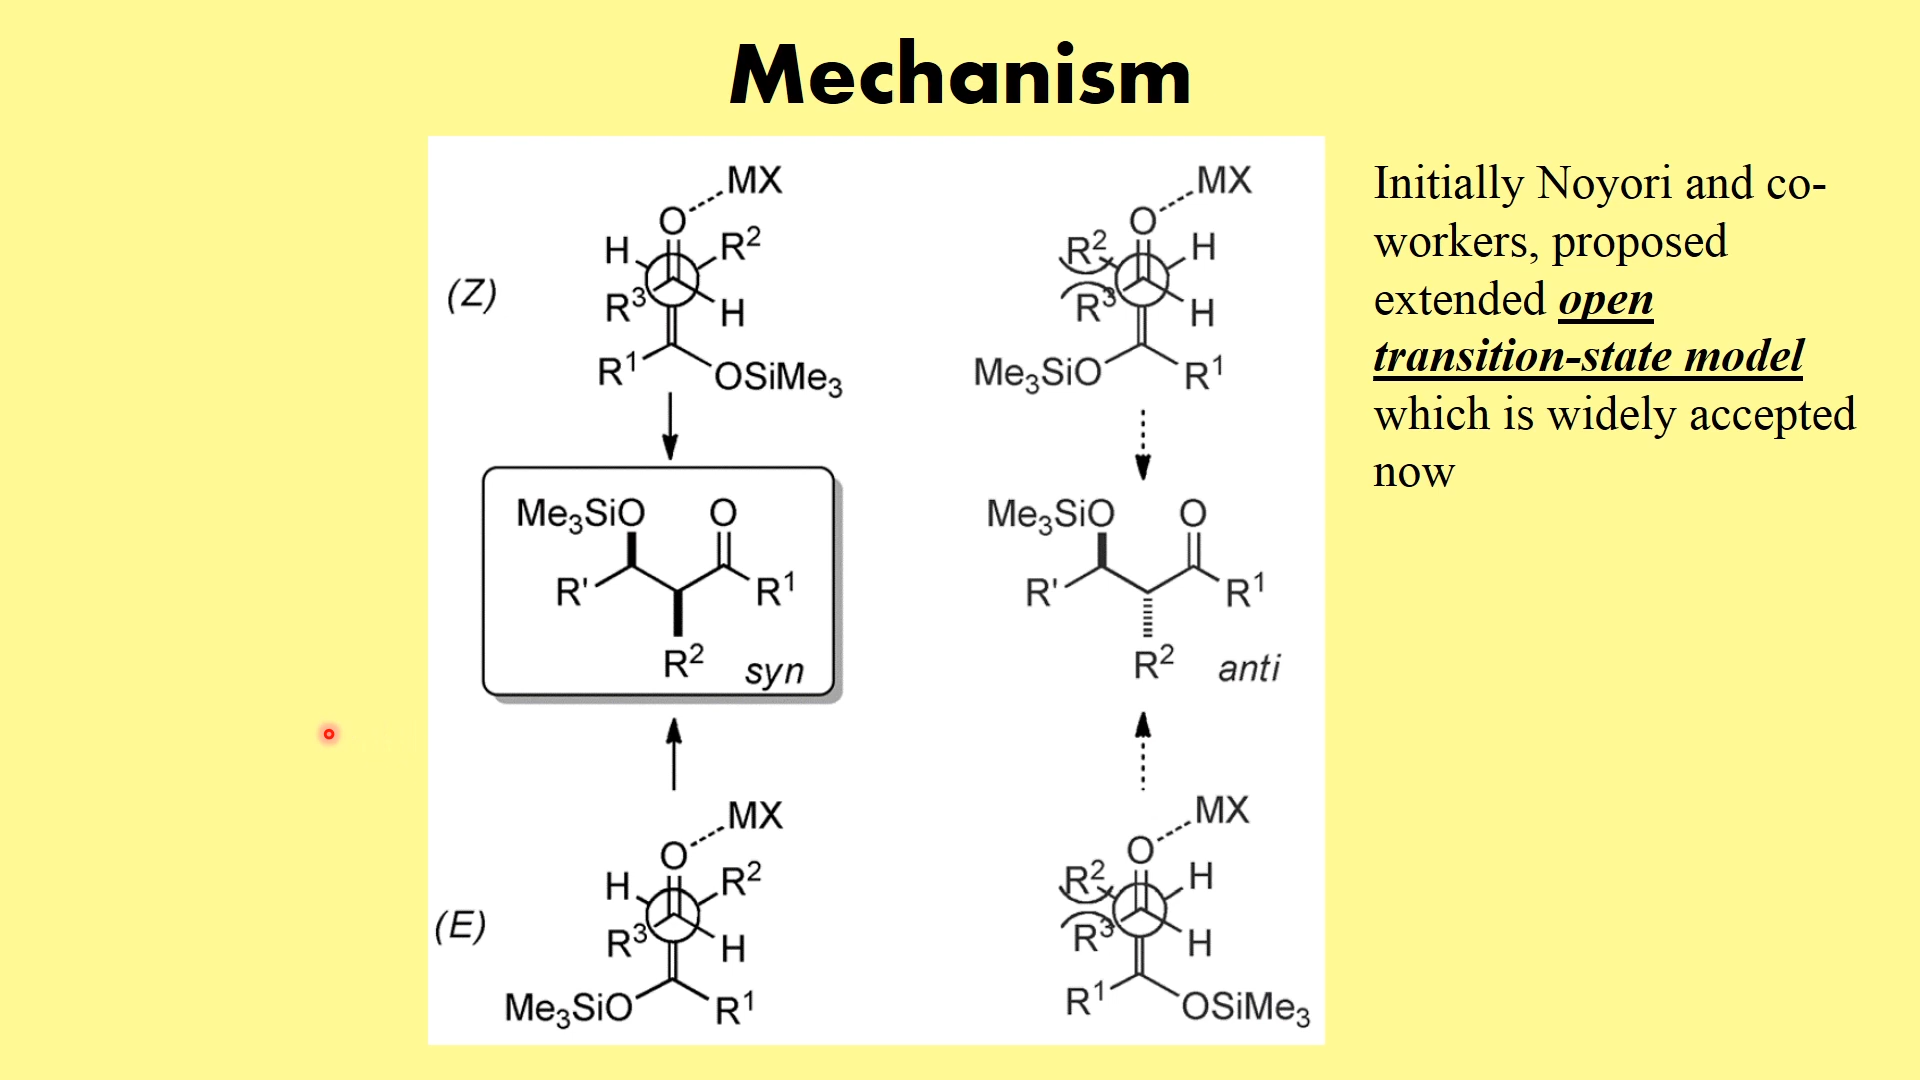 Mechanism
MX
O
H
R²
(Z)
R³
H
R¹
OSiMe₃
MX
O
R²
H
R³
H
Me₃SiO
R¹
Me₃SiO
O
R'
R¹
R²
syn
Me₃SiO
O
R'
R¹
R²
anti
MX
O
H
R²
(E)
R³
H
Me₃SiO
R¹
MX
O
R²
H
R³
H
R¹
OSiMe₃
Initially Noyori and co-
workers, proposed
extended open
transition-state model
which is widely accepted
now